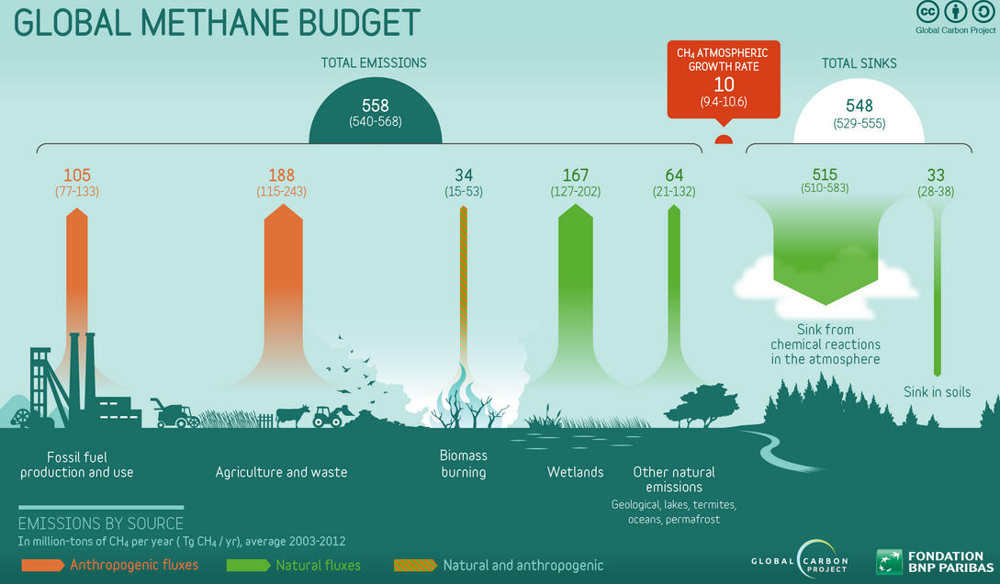 GLOBAL METHANE BUDGET
cc
Global Carbon Project
TOTAL EMISSIONS
558
(540-568)
CH₄ ATMOSPHERIC
GROWTH RATE
10
(9.4-10.6)
TOTAL SINKS
548
(529-555)
105
(77-133)
188
(115-243)
34
(15-53)
167
(127-202)
64
(21-132)
515
(510-583)
33
(28-38)
Sink from
chemical reactions
in the atmosphere
Sink in soils
Fossil fuel
production and use
Agriculture and waste
Biomass
burning
Wetlands
Other natural
emissions
Geological, lakes, termites,
oceans, permafrost
EMISSIONS BY SOURCE
In million-tons of CH₄ per year ( Tg CH₄ / yr), average 2003-2012
Anthropogenic fluxes
Natural fluxes
Natural and anthropogenic
GLOBAL CARBON
PROJECT
FONDATION
BNP PARIBAS